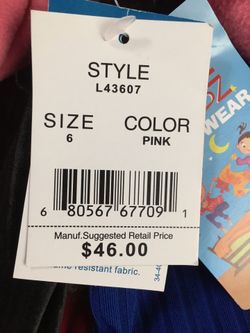 STYLE
L43607
SIZE
6
COLOR
PINK
6 80567 67709 1
Manuf.Suggested Retail Price
$46.00
resistant fabric.
WEAR